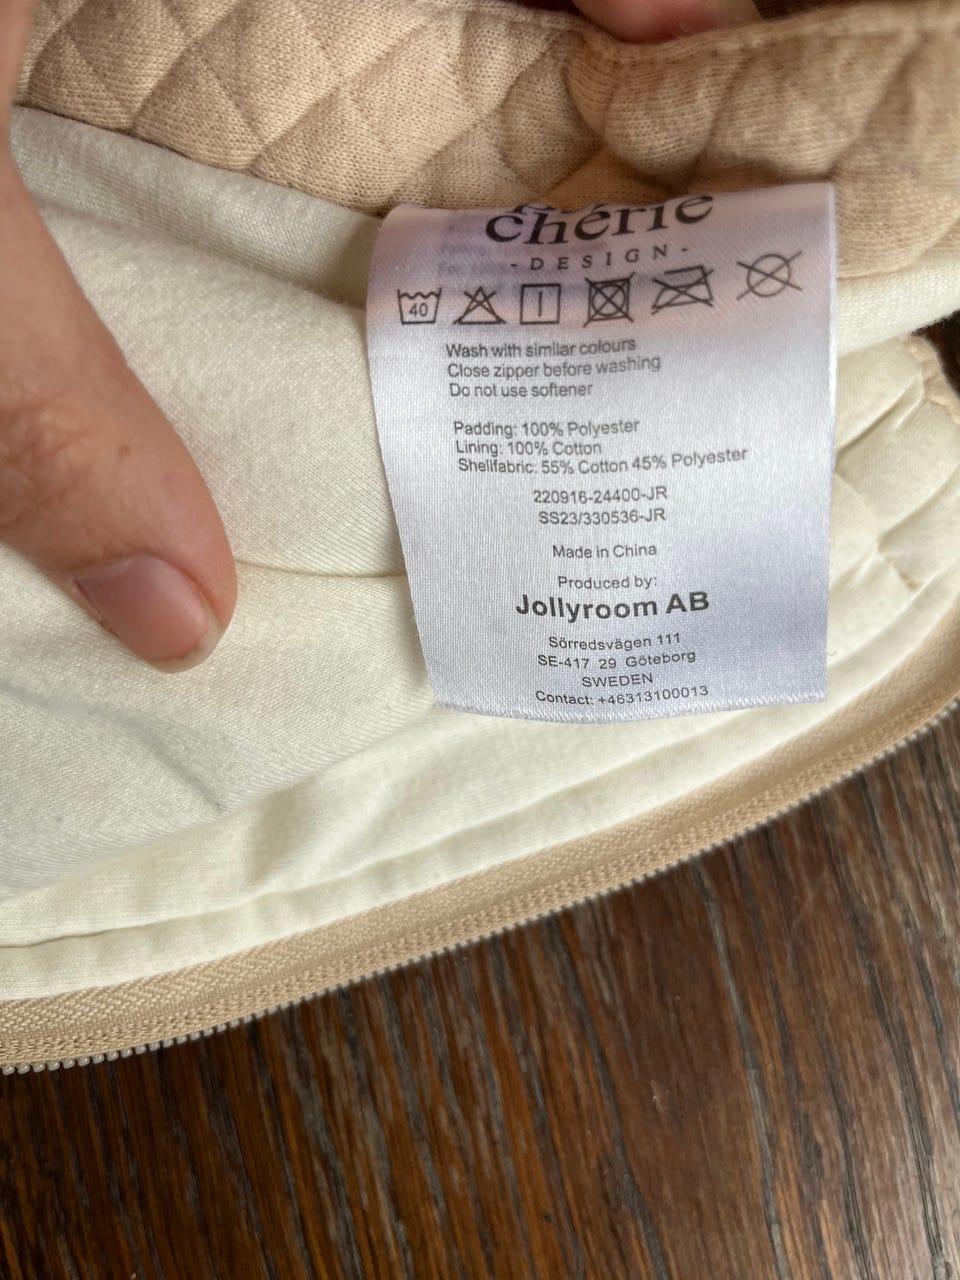 chérie
- DESIGN -
40
Wash with similar colours
Close zipper before washing
Do not use softener
Padding: 100% Polyester
Lining: 100% Cotton
Shellfabric: 55% Cotton 45% Polyester
220916-24400-JR
SS23/330536-JR
Made in China
Produced by:
Jollyroom AB
Sörredsvägen 111
SE-417 29 Göteborg
SWEDEN
Contact: +46313100013